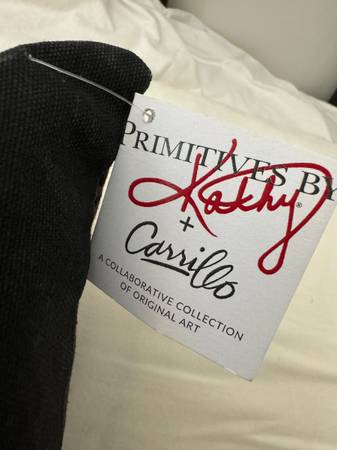 PRIMITIVES BY
Kathy®
+
Carrillo
A COLLABORATIVE COLLECTION
OF ORIGINAL ART